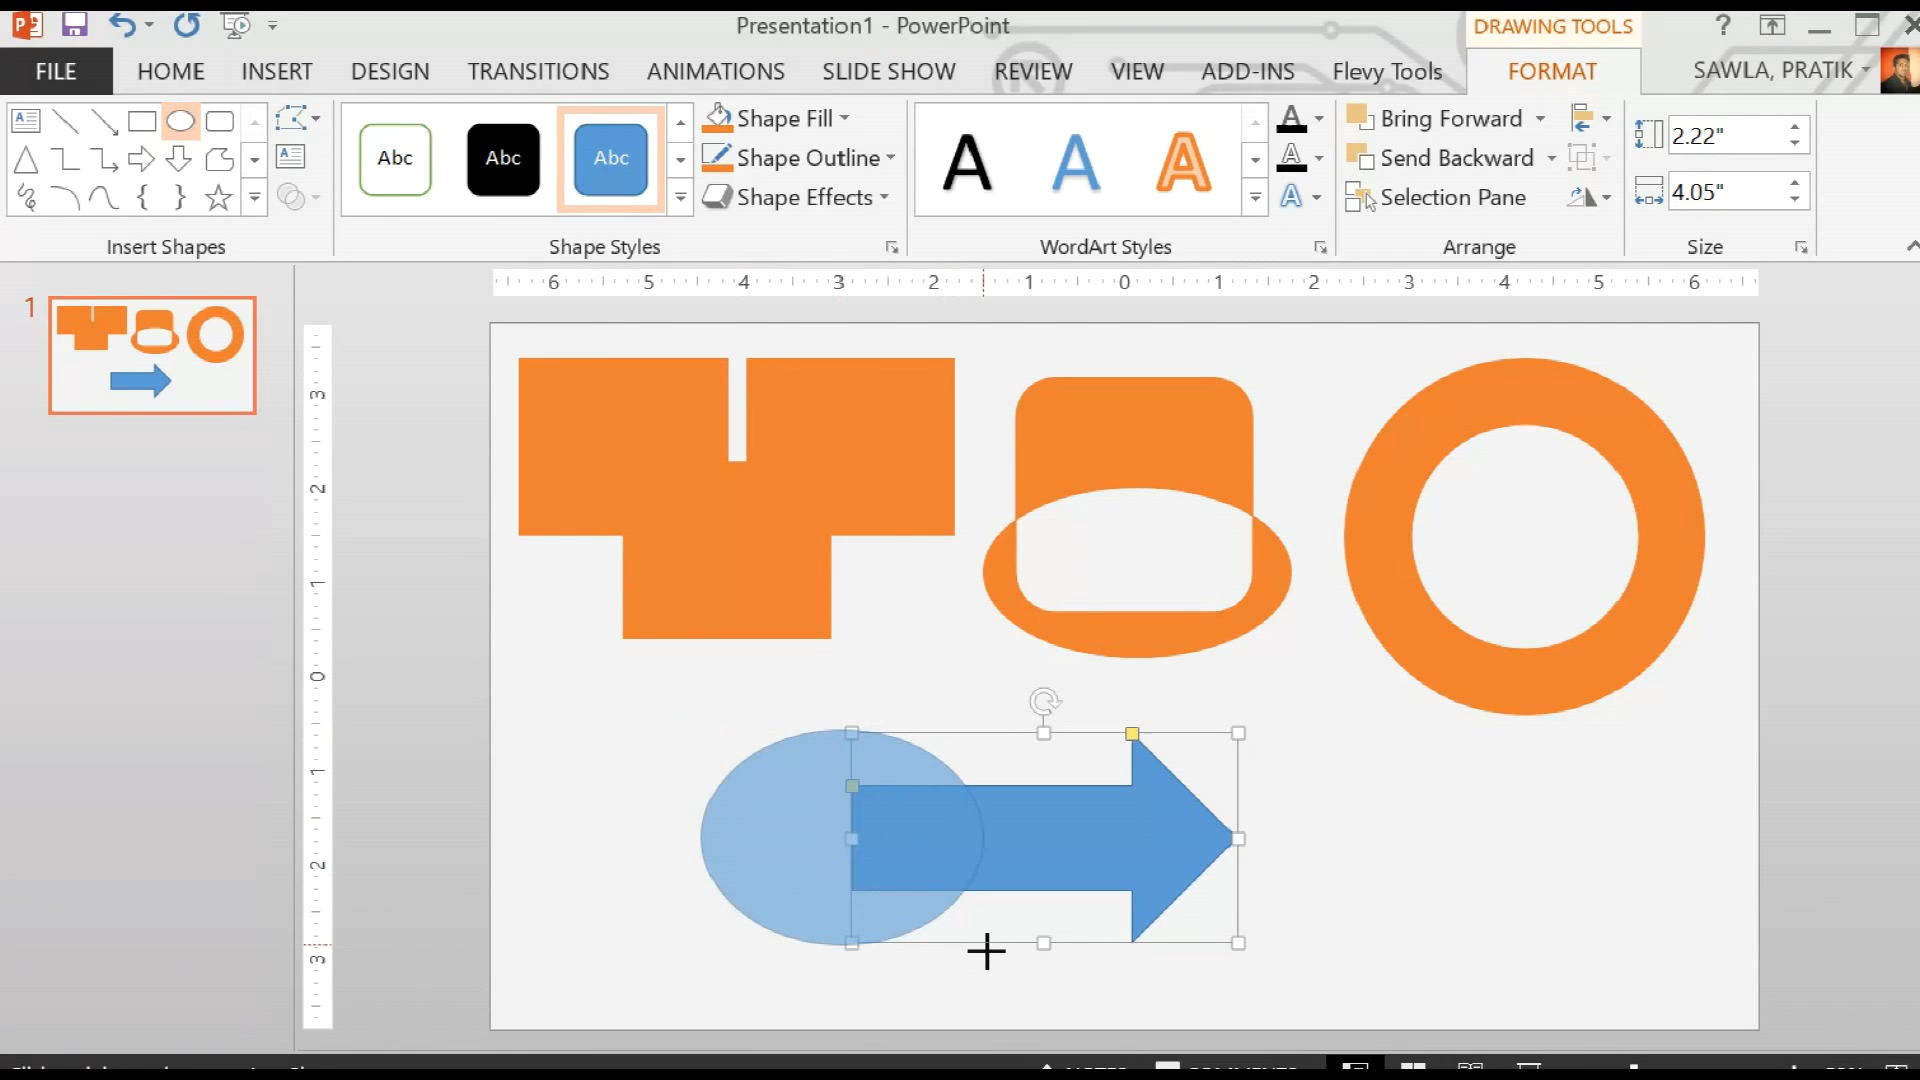 Presentation1 - PowerPoint
DRAWING TOOLS
?
FILE HOME INSERT DESIGN TRANSITIONS ANIMATIONS SLIDE SHOW REVIEW VIEW ADD-INS Flevy Tools FORMAT SAWLA, PRATIK
Abc Abc Abc
Shape Fill
Shape Outline
Shape Effects
A A A
Bring Forward
Send Backward
Selection Pane
2.22"
4.05"
Insert Shapes Shape Styles WordArt Styles Arrange Size
6 5 4 3 2 1 0 1 2 3 4 5 6
1
3
2
1
0
1
2
3